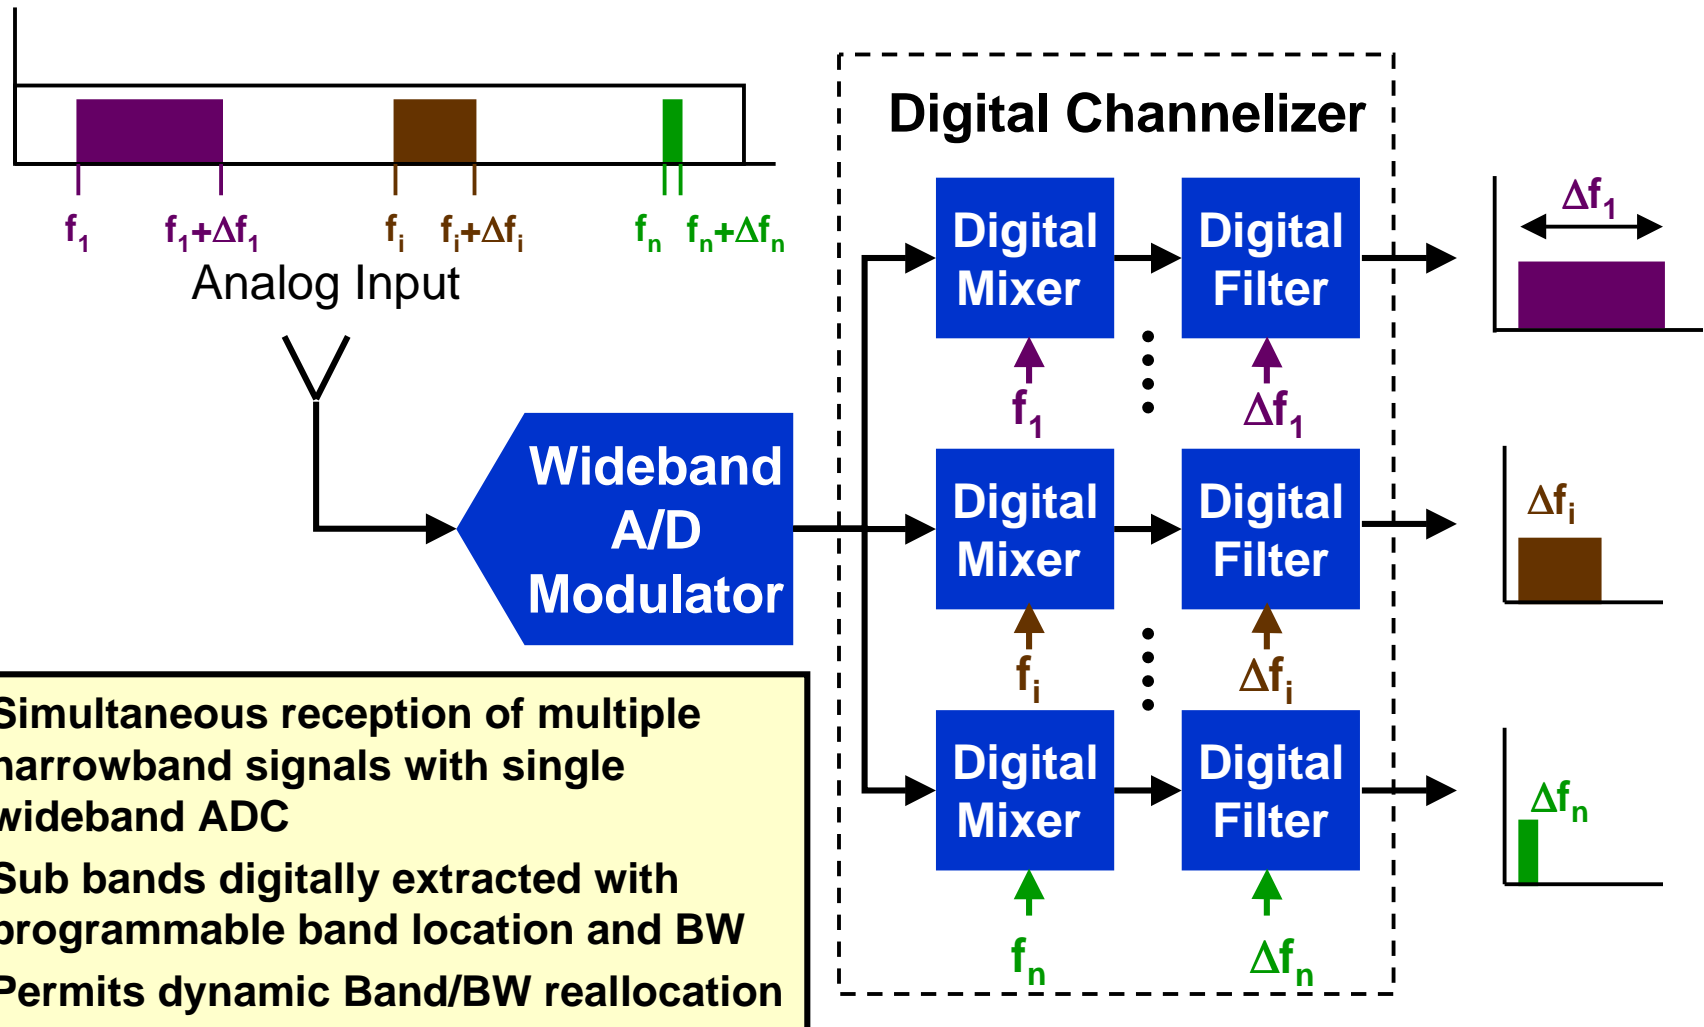 f1 f1+Δf1 fi fi+Δfi fn fn+Δfn
Analog Input
Wideband
A/D
Modulator
Digital Channelizer
Digital
Mixer
Digital
Filter
f1 Δf1
Digital
Mixer
Digital
Filter
fi Δfi
Digital
Mixer
Digital
Filter
fn Δfn
Δf1
Δfi
Δfn
Simultaneous reception of multiple
narrowband signals with single
wideband ADC
Sub bands digitally extracted with
programmable band location and BW
Permits dynamic Band/BW reallocation